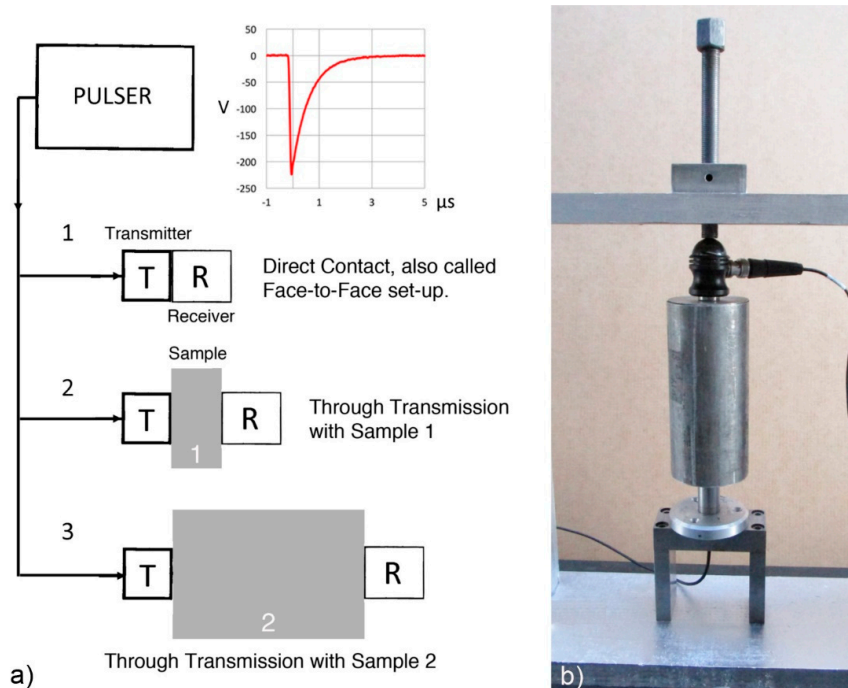 PULSER
50
0
-50
-100
-150
-200
-250
V
-1
1
3
5
µs
1
Transmitter
T
R
Receiver
Direct Contact, also called
Face-to-Face set-up.
Sample
2
T
R
1
Through Transmission
with Sample 1
3
T
R
2
Through Transmission with Sample 2
a)
b)